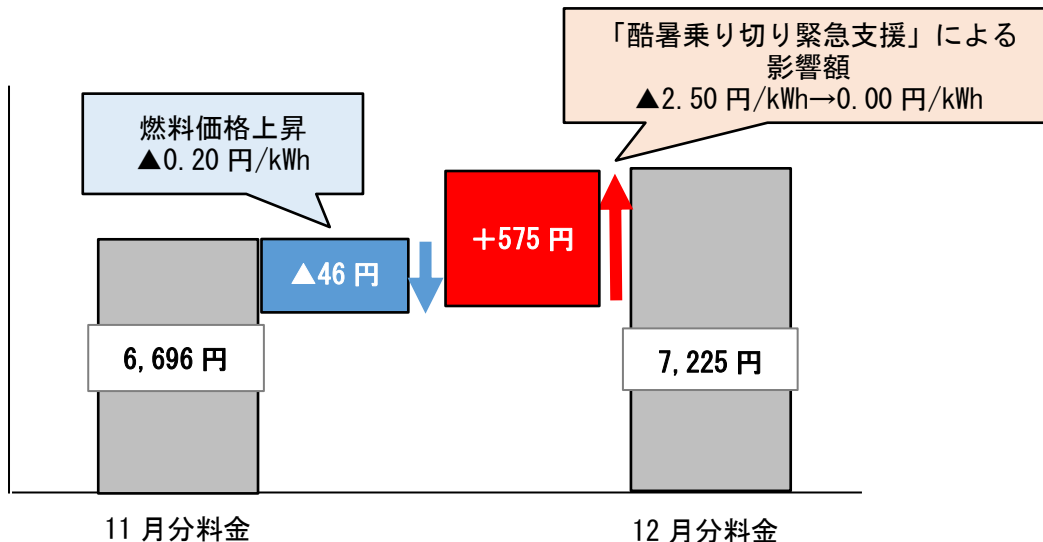 「酷暑乗り切り緊急支援」による
影響額
▲2.50 円/kWh→0.00 円/kWh
燃料価格上昇
▲0.20 円/kWh
▲46 円
＋575 円
6,696 円
7,225 円
11 月分料金
12 月分料金